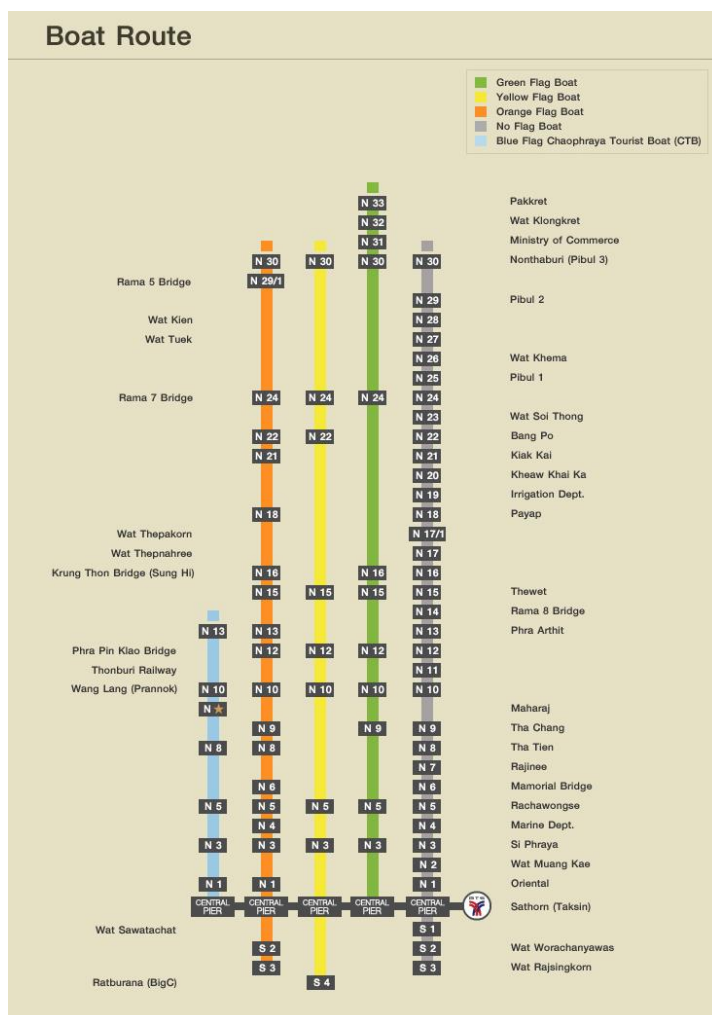 Boat Route
Green Flag Boat
Yellow Flag Boat
Orange Flag Boat
No Flag Boat
Blue Flag Chaophraya Tourist Boat (CTB)
N 33 Pakkret
N 32 Wat Klongkret
N 31 Ministry of Commerce
N 30 N 30 N 30 N 30 Nonthaburi (Pibul 3)
Rama 5 Bridge N 29/1
N 29 Pibul 2
Wat Kien N 28
Wat Tuek N 27
N 26 Wat Khema
N 25 Pibul 1
Rama 7 Bridge N 24 N 24 N 24 N 24
N 23 Wat Soi Thong
N 22 N 22 N 22 Bang Po
N 21 N 21 Kiak Kai
N 20 Kheaw Khai Ka
N 19 Irrigation Dept.
N 18 N 18 Payap
Wat Thepakorn N 17/1
Wat Thepnahree N 17
Krung Thon Bridge (Sung Hi) N 16 N 16 N 16
N 15 N 15 N 15 N 15 Thewet
N 14 Rama 8 Bridge
N 13 N 13 N 13 Phra Arthit
Phra Pin Klao Bridge N 12 N 12 N 12 N 12
Thonburi Railway N 11
Wang Lang (Prannok) N 10 N 10 N 10 N 10 N 10
N Maharaj
N 9 N 9 N 9 Tha Chang
N 8 N 8 N 8 Tha Tien
N 7 Rajinee
N 6 N 6 Mamorial Bridge
N 5 N 5 N 5 N 5 N 5 Rachawongse
N 4 N 4 Marine Dept.
N 3 N 3 N 3 N 3 N 3 Si Phraya
N 2 Wat Muang Kae
N 1 N 1 N 1 Oriental
CENTRAL CENTRAL CENTRAL CENTRAL CENTRAL
PIER PIER PIER PIER PIER Sathorn (Taksin)
Wat Sawatachat S 1
S 2 S 2 Wat Worachanyawas
S 3 S 3 Wat Rajsingkorn
Ratburana (BigC) S 4